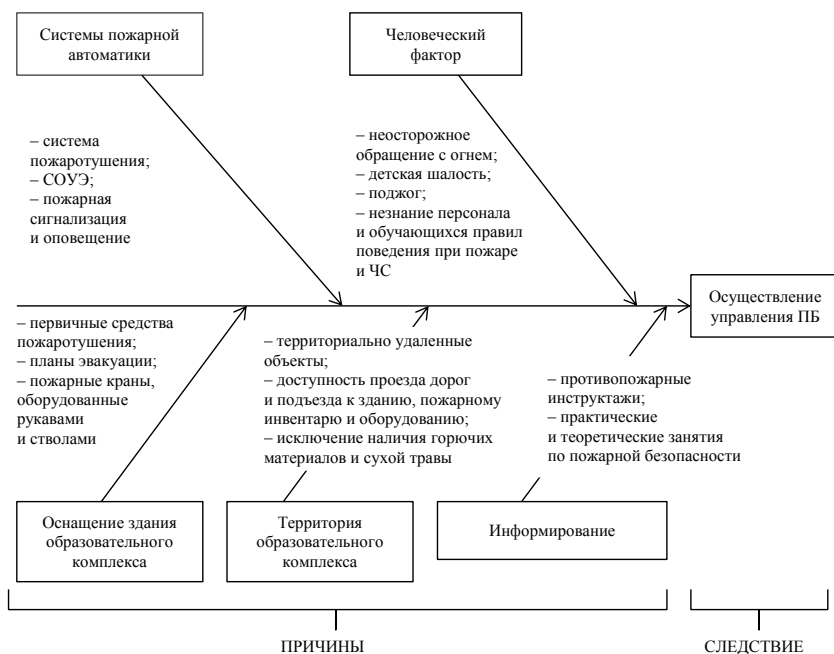 Системы пожарной
автоматики
Человеческий
фактор
– система
пожаротушения;
– СОУЭ;
– пожарная
сигнализация
и оповещение
– неосторожное
обращение с огнем;
– детская шалость;
– поджог;
– незнание персонала
и обучающихся правил
поведения при пожаре
и ЧС
Осуществление
управления ПБ
– первичные средства
пожаротушения;
– планы эвакуации;
– пожарные краны,
оборудованные
рукавами
и стволами
– территориально удаленные
объекты;
– доступность проезда дорог
и подъезда к зданию, пожарному
инвентарю и оборудованию;
– исключение наличия горючих
материалов и сухой травы
– противопожарные
инструктажи;
– практические
и теоретические занятия
по пожарной безопасности
Оснащение здания
образовательного
комплекса
Территория
образовательного
комплекса
Информирование
ПРИЧИНЫ
СЛЕДСТВИЕ